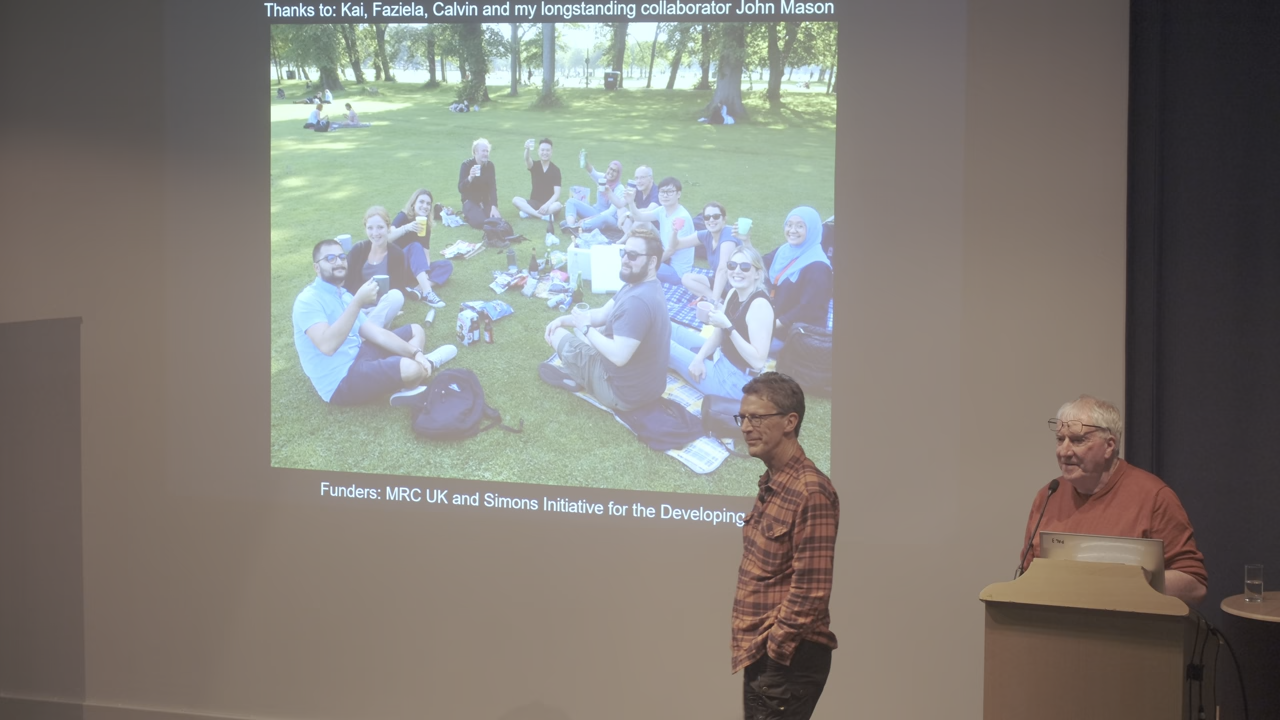 Thanks to: Kai, Faziela, Calvin and my longstanding collaborator John Mason
Funders: MRC UK and Simons Initiative for the Developing